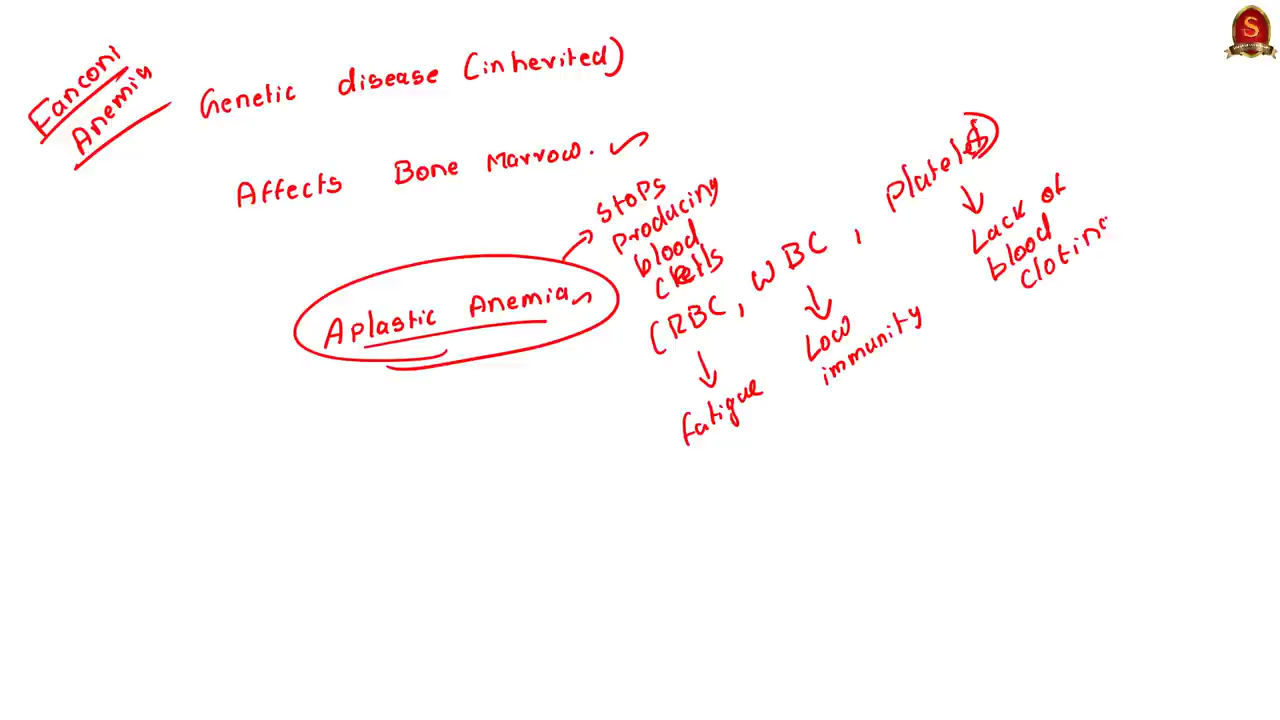 Fanconi
Anemia
Genetic disease (inherited)
Affects Bone Marrow.
Aplastic Anemia
Stops
producing
blood
cells
(RBC, WBC, platelets)
fatigue
Low
immunity
Lack of
blood
cloting
S